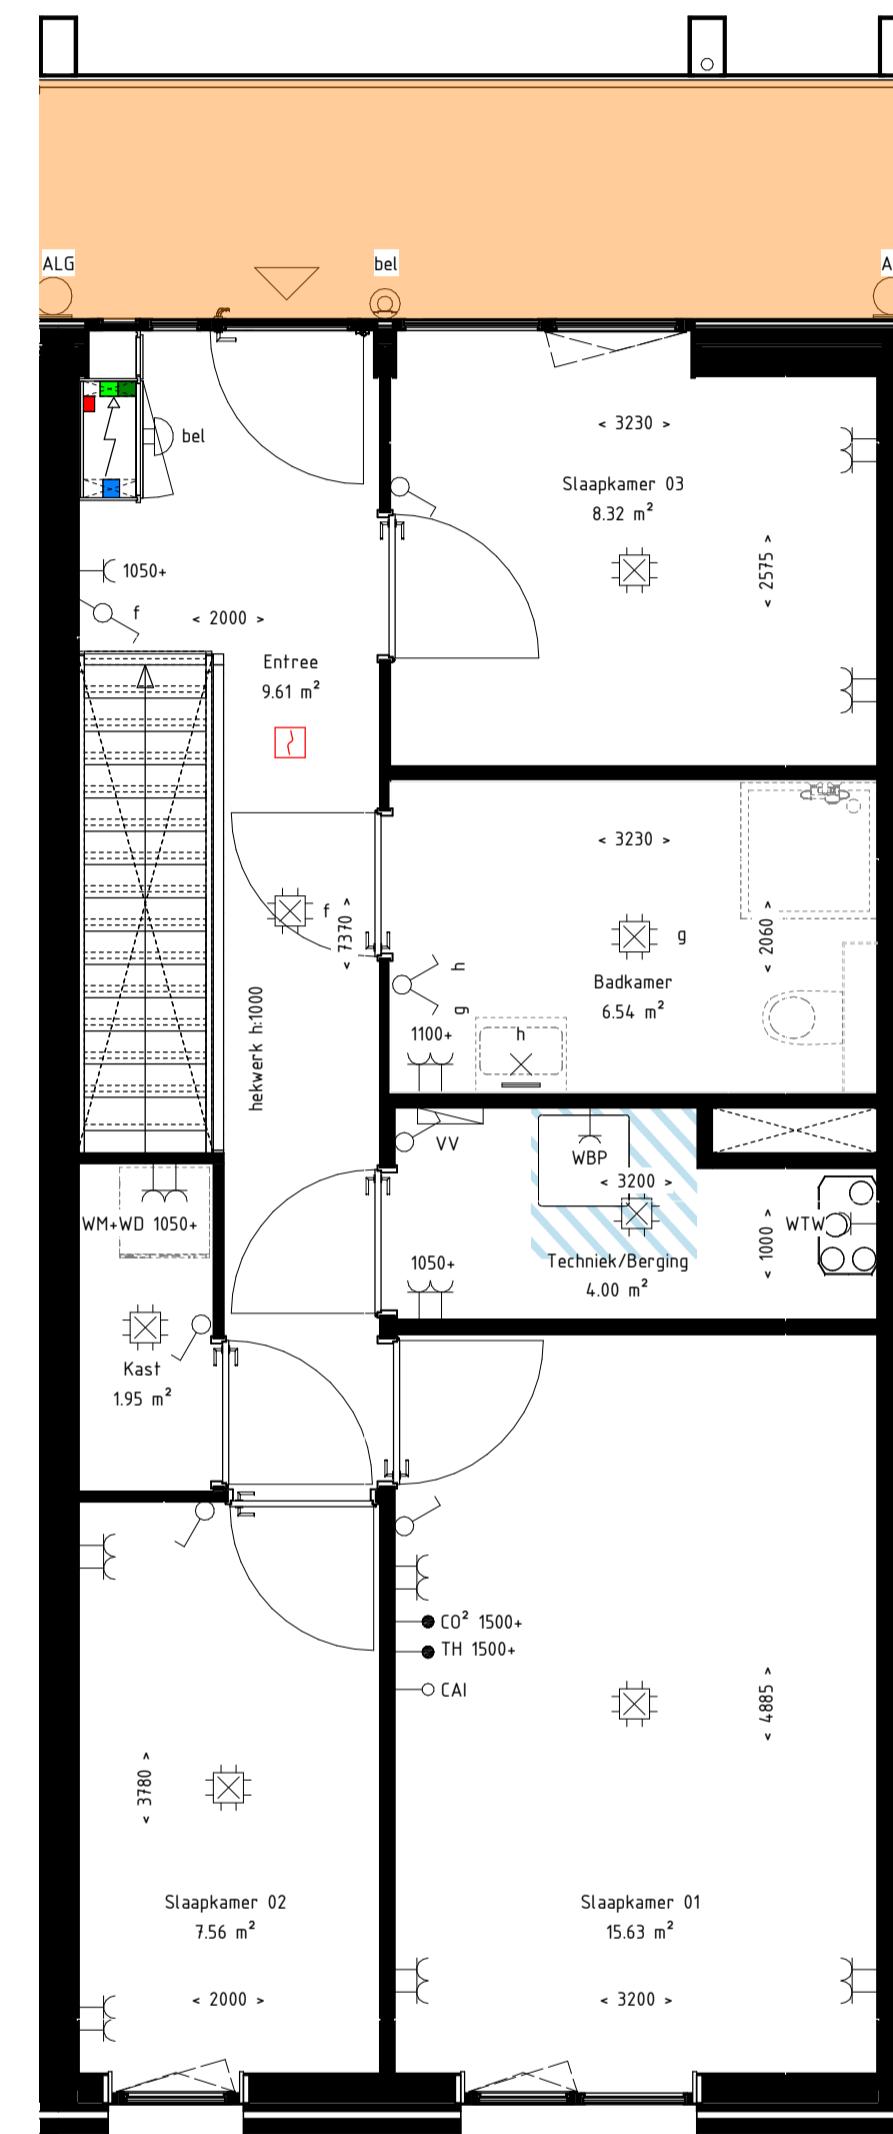 ALG
bel
A
bel
< 3230 >
Slaapkamer 03
8.32 m²
< 2575 >
1050+
f
< 2000 >
Entree
9.61 m²
< 3230 >
f
< 7370 >
g
< 2060 >
Badkamer
6.54 m²
h
g
hekwerk h:1000
1100+
h
VV
WBP
< 3200 >
WM+WD 1050+
WTW
< 1000 >
1050+
Techniek/Berging
4.00 m²
Kast
1.95 m²
CO² 1500+
TH 1500+
CAI
< 4885 >
< 3780 >
Slaapkamer 02
7.56 m²
Slaapkamer 01
15.63 m²
< 2000 >
< 3200 >